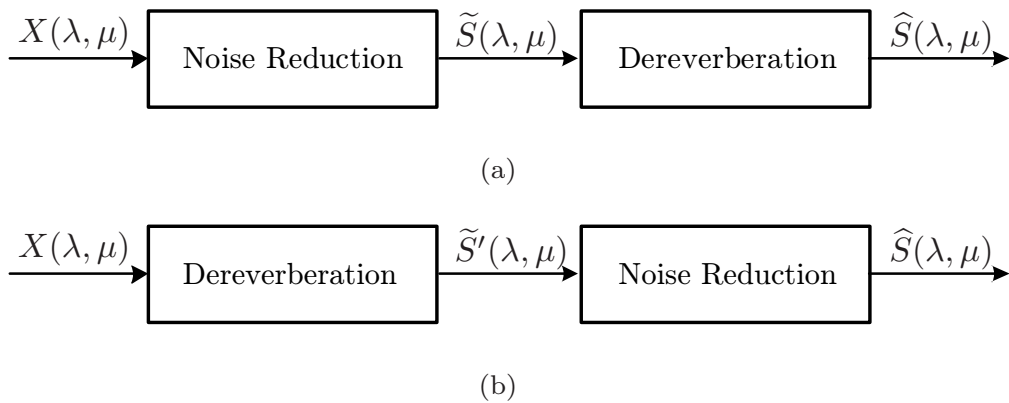 X(λ, μ)
Noise Reduction
S̃(λ, μ)
Dereverberation
Ŝ(λ, μ)
(a)
X(λ, μ)
Dereverberation
S̃′(λ, μ)
Noise Reduction
Ŝ(λ, μ)
(b)